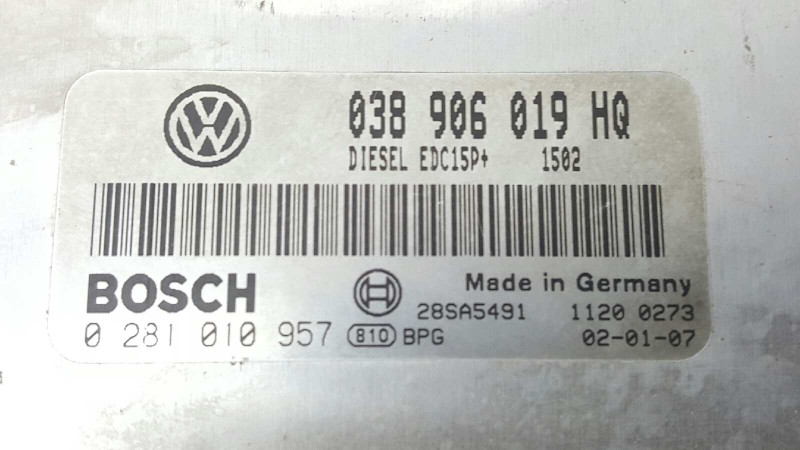 038 906 019 HQ
DIESEL EDC15P+ 1502
BOSCH
Made in Germany
28SA5491 1120 0273
0 281 010 957 810 BPG 02-01-07